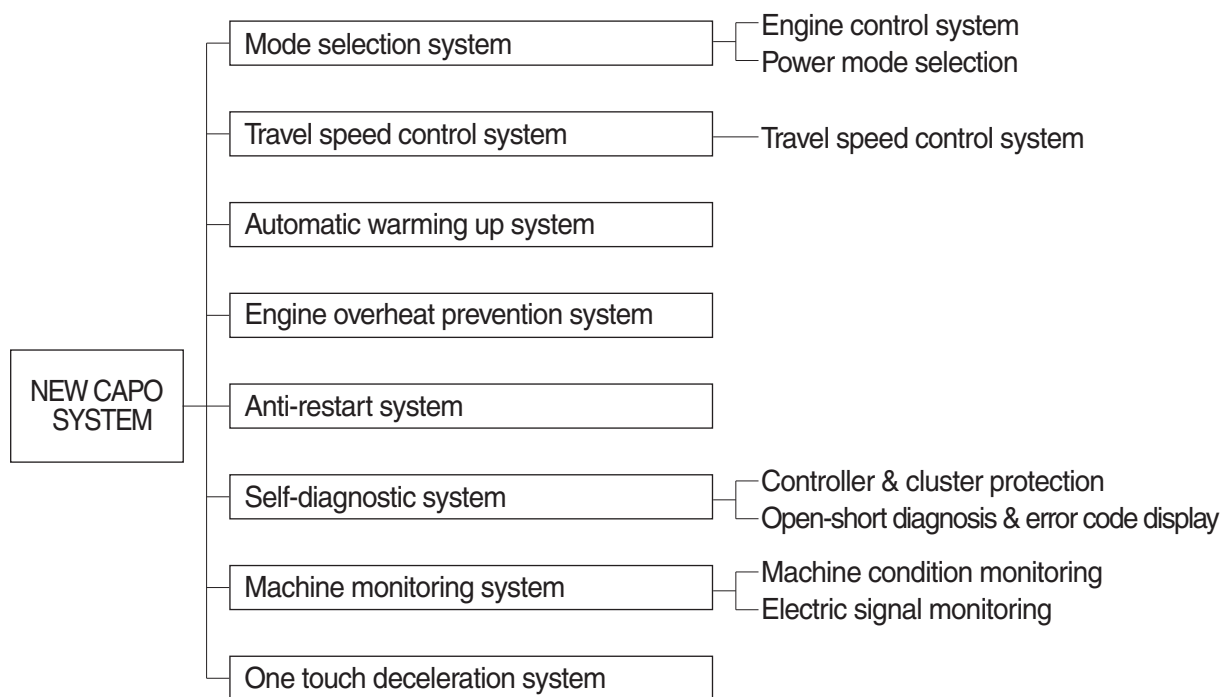 Mode selection system
Engine control system
Power mode selection
Travel speed control system
Travel speed control system
Automatic warming up system
Engine overheat prevention system
NEW CAPO
SYSTEM
Anti-restart system
Self-diagnostic system
Controller & cluster protection
Open-short diagnosis & error code display
Machine monitoring system
Machine condition monitoring
Electric signal monitoring
One touch deceleration system